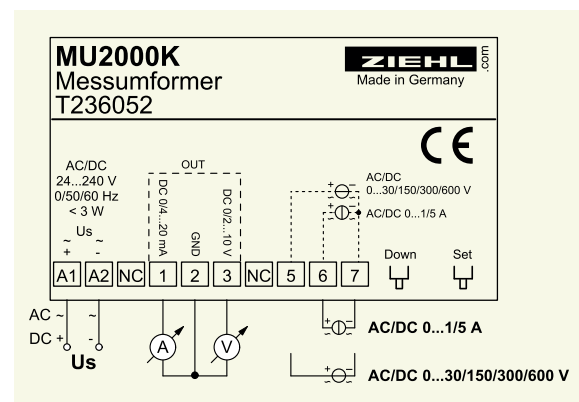 MU2000K
Messumformer
T236052
ZIEHL
.com
Made in Germany
CE
AC/DC
24...240 V
0/50/60 Hz
< 3 W
Us
~ ~
+ -
OUT
DC 0/4...20 mA
GND
DC 0/2...10 V
AC/DC
0...30/150/300/600 V
AC/DC 0...1/5 A
+ -
+ -
Down
Set
A1 A2 NC 1 2 3 NC 5 6 7
AC ~ ~
DC + -
Us
A
V
+ -
AC/DC 0...1/5 A
+ -
AC/DC 0...30/150/300/600 V